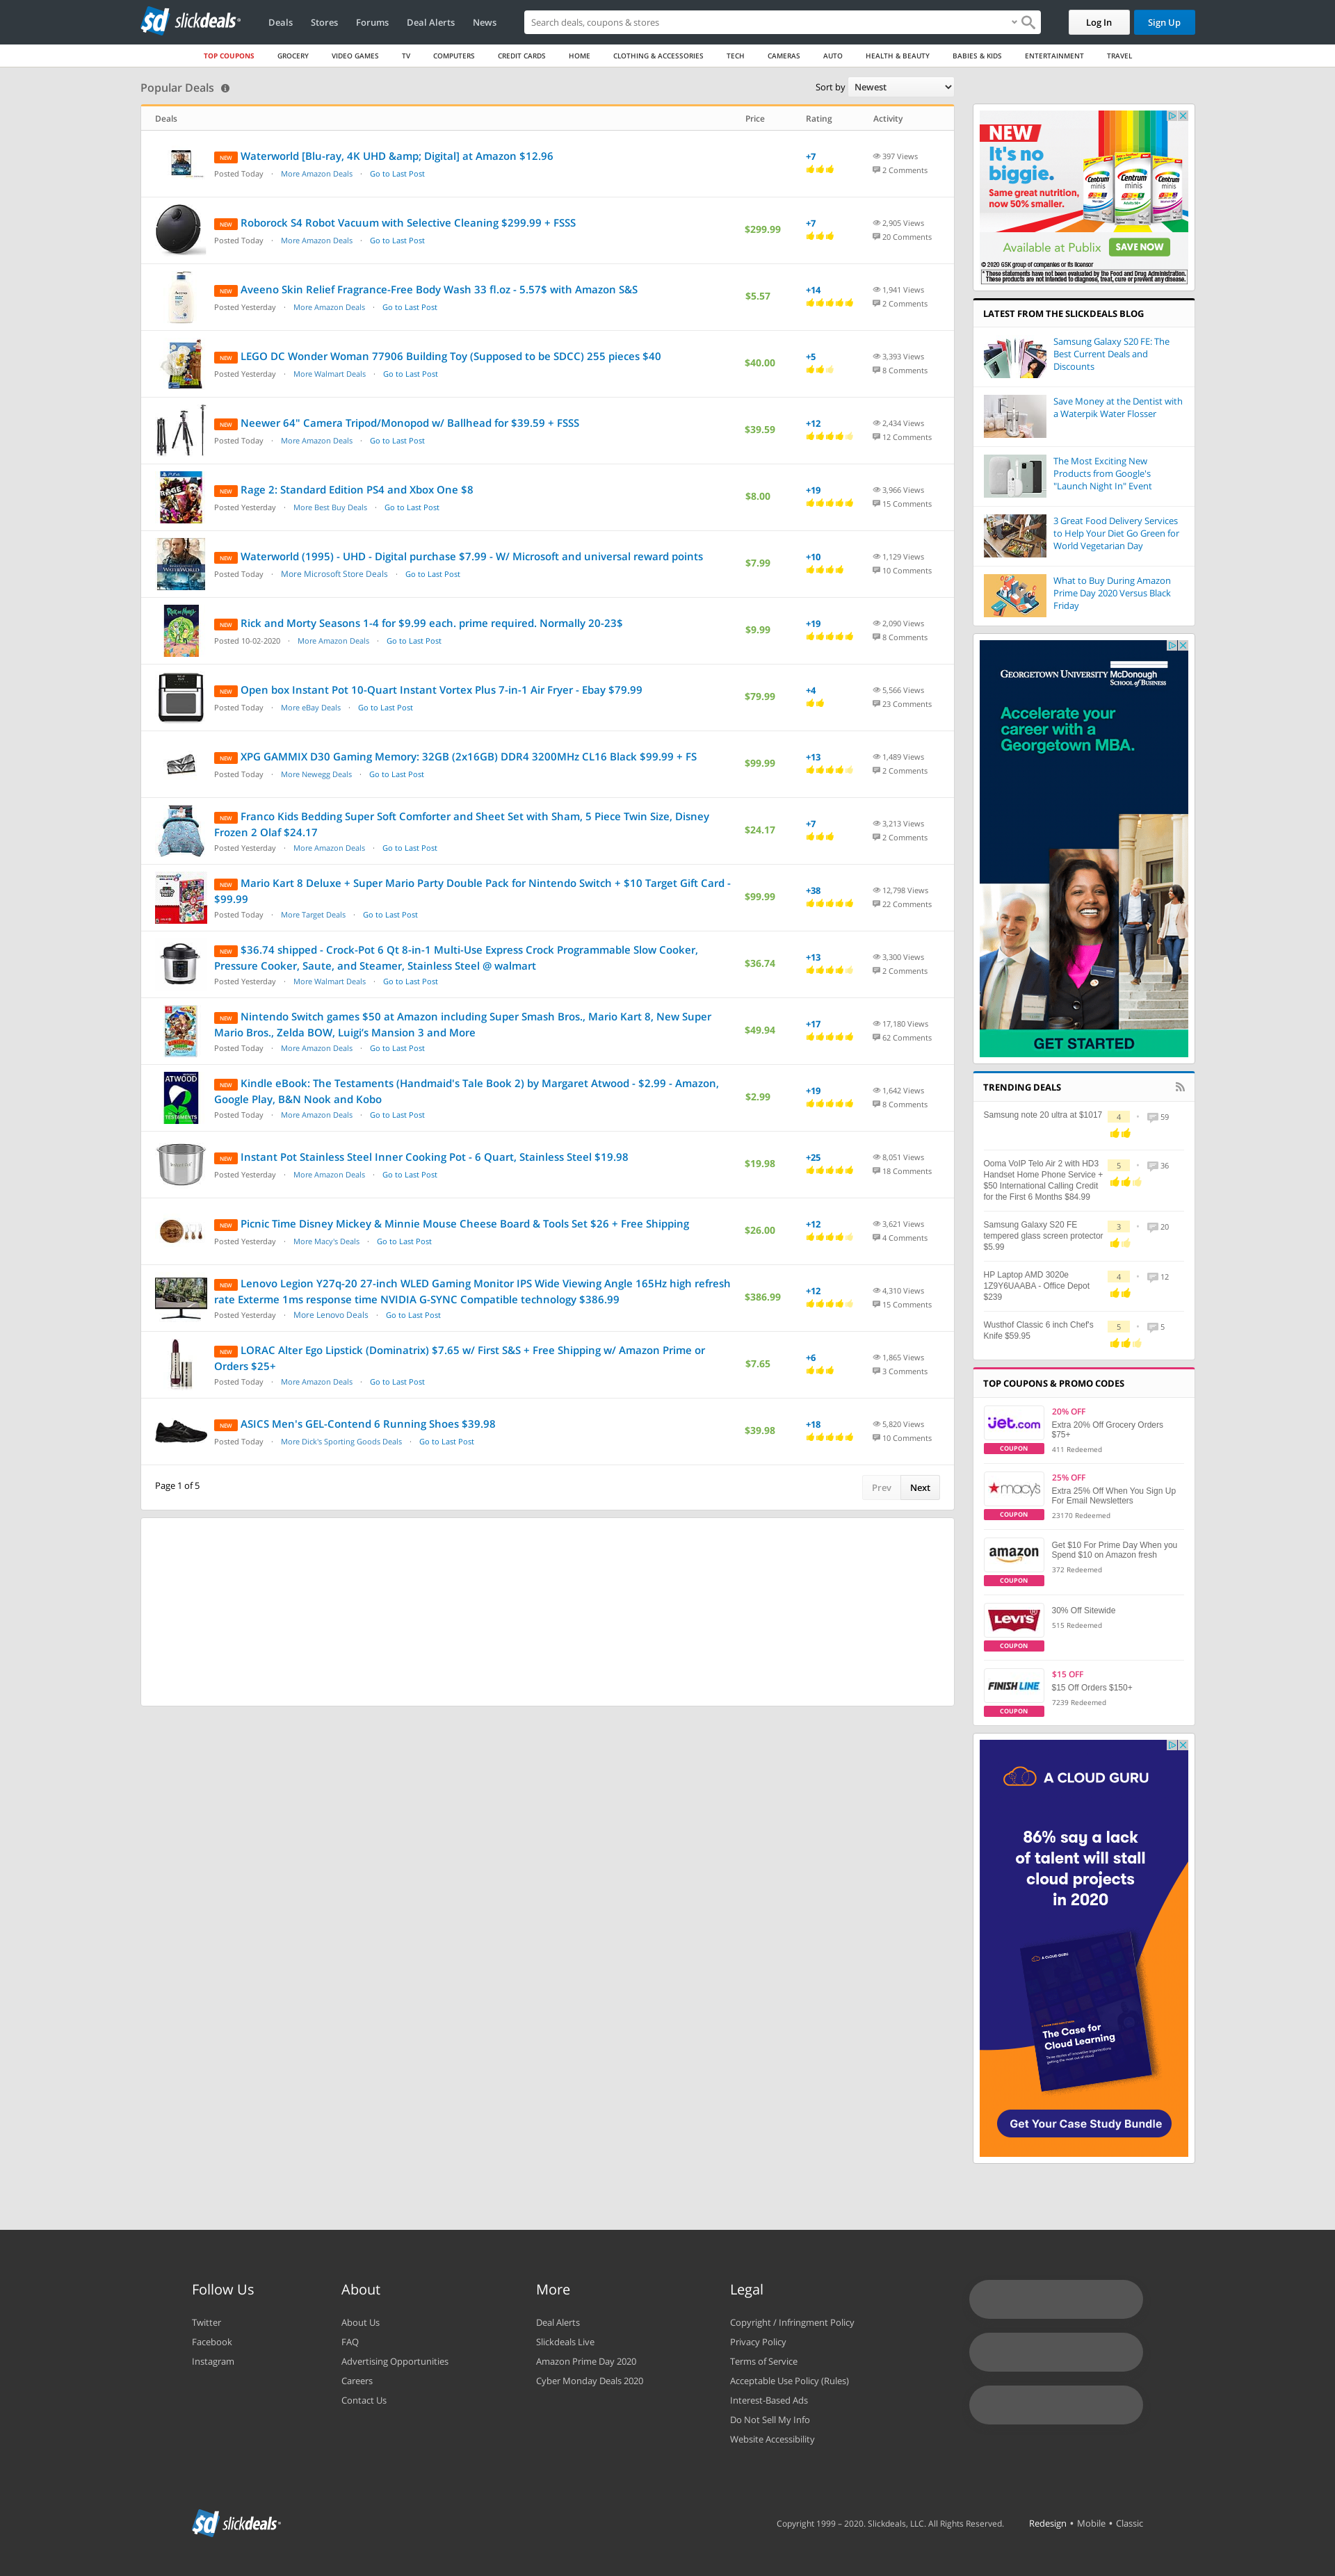 slickdeals
Deals
Stores
Forums
Deal Alerts
News
Search deals, coupons & stores
Log In
Sign Up
TOP COUPONS
GROCERY
VIDEO GAMES
TV
COMPUTERS
CREDIT CARDS
HOME
CLOTHING & ACCESSORIES
TECH
CAMERAS
AUTO
HEALTH & BEAUTY
BABIES & KIDS
ENTERTAINMENT
TRAVEL
Popular Deals
Sort by Newest
Deals Price Rating Activity
NEW Waterworld [Blu-ray, 4K UHD &amp; Digital] at Amazon $12.96
Posted Today · More Amazon Deals · Go to Last Post
+7
397 Views
2 Comments
NEW Roborock S4 Robot Vacuum with Selective Cleaning $299.99 + FSSS
Posted Today · More Amazon Deals · Go to Last Post
$299.99
+7
2,905 Views
20 Comments
NEW Aveeno Skin Relief Fragrance-Free Body Wash 33 fl.oz - 5.57$ with Amazon S&S
Posted Yesterday · More Amazon Deals · Go to Last Post
$5.57
+14
1,941 Views
2 Comments
NEW LEGO DC Wonder Woman 77906 Building Toy (Supposed to be SDCC) 255 pieces $40
Posted Yesterday · More Walmart Deals · Go to Last Post
$40.00
+5
3,393 Views
8 Comments
NEW Neewer 64" Camera Tripod/Monopod w/ Ballhead for $39.59 + FSSS
Posted Today · More Amazon Deals · Go to Last Post
$39.59
+12
2,434 Views
12 Comments
NEW Rage 2: Standard Edition PS4 and Xbox One $8
Posted Yesterday · More Best Buy Deals · Go to Last Post
$8.00
+19
3,966 Views
15 Comments
NEW Waterworld (1995) - UHD - Digital purchase $7.99 - W/ Microsoft and universal reward points
Posted Today · More Microsoft Store Deals · Go to Last Post
$7.99
+10
1,129 Views
10 Comments
NEW Rick and Morty Seasons 1-4 for $9.99 each. prime required. Normally 20-23$
Posted 10-02-2020 · More Amazon Deals · Go to Last Post
$9.99
+19
2,090 Views
8 Comments
NEW Open box Instant Pot 10-Quart Instant Vortex Plus 7-in-1 Air Fryer - Ebay $79.99
Posted Today · More eBay Deals · Go to Last Post
$79.99
+4
5,566 Views
23 Comments
NEW XPG GAMMIX D30 Gaming Memory: 32GB (2x16GB) DDR4 3200MHz CL16 Black $99.99 + FS
Posted Today · More Newegg Deals · Go to Last Post
$99.99
+13
1,489 Views
2 Comments
NEW Franco Kids Bedding Super Soft Comforter and Sheet Set with Sham, 5 Piece Twin Size, Disney
Frozen 2 Olaf $24.17
Posted Yesterday · More Amazon Deals · Go to Last Post
$24.17
+7
3,213 Views
2 Comments
NEW Mario Kart 8 Deluxe + Super Mario Party Double Pack for Nintendo Switch + $10 Target Gift Card -
$99.99
Posted Today · More Target Deals · Go to Last Post
$99.99
+38
12,798 Views
22 Comments
NEW $36.74 shipped - Crock-Pot 6 Qt 8-in-1 Multi-Use Express Crock Programmable Slow Cooker,
Pressure Cooker, Saute, and Steamer, Stainless Steel @ walmart
Posted Yesterday · More Walmart Deals · Go to Last Post
$36.74
+13
3,300 Views
2 Comments
NEW Nintendo Switch games $50 at Amazon including Super Smash Bros., Mario Kart 8, New Super
Mario Bros., Zelda BOW, Luigi's Mansion 3 and More
Posted Today · More Amazon Deals · Go to Last Post
$49.94
+17
17,180 Views
62 Comments
ATWOOD
TESTAMENTS
NEW Kindle eBook: The Testaments (Handmaid's Tale Book 2) by Margaret Atwood - $2.99 - Amazon,
Google Play, B&N Nook and Kobo
Posted Today · More Amazon Deals · Go to Last Post
$2.99
+19
1,642 Views
8 Comments
NEW Instant Pot Stainless Steel Inner Cooking Pot - 6 Quart, Stainless Steel $19.98
Posted Yesterday · More Amazon Deals · Go to Last Post
$19.98
+25
8,051 Views
18 Comments
NEW Picnic Time Disney Mickey & Minnie Mouse Cheese Board & Tools Set $26 + Free Shipping
Posted Yesterday · More Macy's Deals · Go to Last Post
$26.00
+12
3,621 Views
4 Comments
NEW Lenovo Legion Y27q-20 27-inch WLED Gaming Monitor IPS Wide Viewing Angle 165Hz high refresh
rate Exterme 1ms response time NVIDIA G-SYNC Compatible technology $386.99
Posted Yesterday · More Lenovo Deals · Go to Last Post
$386.99
+12
4,310 Views
15 Comments
NEW LORAC Alter Ego Lipstick (Dominatrix) $7.65 w/ First S&S + Free Shipping w/ Amazon Prime or
Orders $25+
Posted Today · More Amazon Deals · Go to Last Post
$7.65
+6
1,865 Views
3 Comments
NEW ASICS Men's GEL-Contend 6 Running Shoes $39.98
Posted Today · More Dick's Sporting Goods Deals · Go to Last Post
$39.98
+18
5,820 Views
10 Comments
Page 1 of 5
Prev
Next
NEW
It's no
biggie.
Same great nutrition,
now 50% smaller.
Centrum minis
Centrum minis
Centrum minis
Available at Publix
SAVE NOW
© 2020 GSK group of companies or its licensor
* These statements have not been evaluated by the Food and Drug Administration.
These products are not intended to diagnose, treat, cure or prevent any disease.
LATEST FROM THE SLICKDEALS BLOG
Samsung Galaxy S20 FE: The
Best Current Deals and
Discounts
Save Money at the Dentist with
a Waterpik Water Flosser
The Most Exciting New
Products from Google's
"Launch Night In" Event
3 Great Food Delivery Services
to Help Your Diet Go Green for
World Vegetarian Day
What to Buy During Amazon
Prime Day 2020 Versus Black
Friday
GEORGETOWN UNIVERSITY McDonough
SCHOOL of BUSINESS
Accelerate your
career with a
Georgetown MBA.
GET STARTED
TRENDING DEALS
Samsung note 20 ultra at $1017
4 • 59
Ooma VoIP Telo Air 2 with HD3
Handset Home Phone Service +
$50 International Calling Credit
for the First 6 Months $84.99
5 • 36
Samsung Galaxy S20 FE
tempered glass screen protector
$5.99
3 • 20
HP Laptop AMD 3020e
1Z9Y6UAABA - Office Depot
$239
4 • 12
Wusthof Classic 6 inch Chef's
Knife $59.95
5 • 5
TOP COUPONS & PROMO CODES
jet.com
COUPON
20% OFF
Extra 20% Off Grocery Orders
$75+
411 Redeemed
macy's
COUPON
25% OFF
Extra 25% Off When You Sign Up
For Email Newsletters
23170 Redeemed
amazon
COUPON
Get $10 For Prime Day When you
Spend $10 on Amazon fresh
372 Redeemed
LEVI'S
COUPON
30% Off Sitewide
515 Redeemed
FINISH LINE
COUPON
$15 OFF
$15 Off Orders $150+
7239 Redeemed
A CLOUD GURU
86% say a lack
of talent will stall
cloud projects
in 2020
A CLOUD GURU
The Case for
Cloud Learning
Get Your Case Study Bundle
Follow Us
Twitter
Facebook
Instagram
About
About Us
FAQ
Advertising Opportunities
Careers
Contact Us
More
Deal Alerts
Slickdeals Live
Amazon Prime Day 2020
Cyber Monday Deals 2020
Legal
Copyright / Infringment Policy
Privacy Policy
Terms of Service
Acceptable Use Policy (Rules)
Interest-Based Ads
Do Not Sell My Info
Website Accessibility
slickdeals
Copyright 1999 – 2020. Slickdeals, LLC. All Rights Reserved.
Redesign • Mobile • Classic